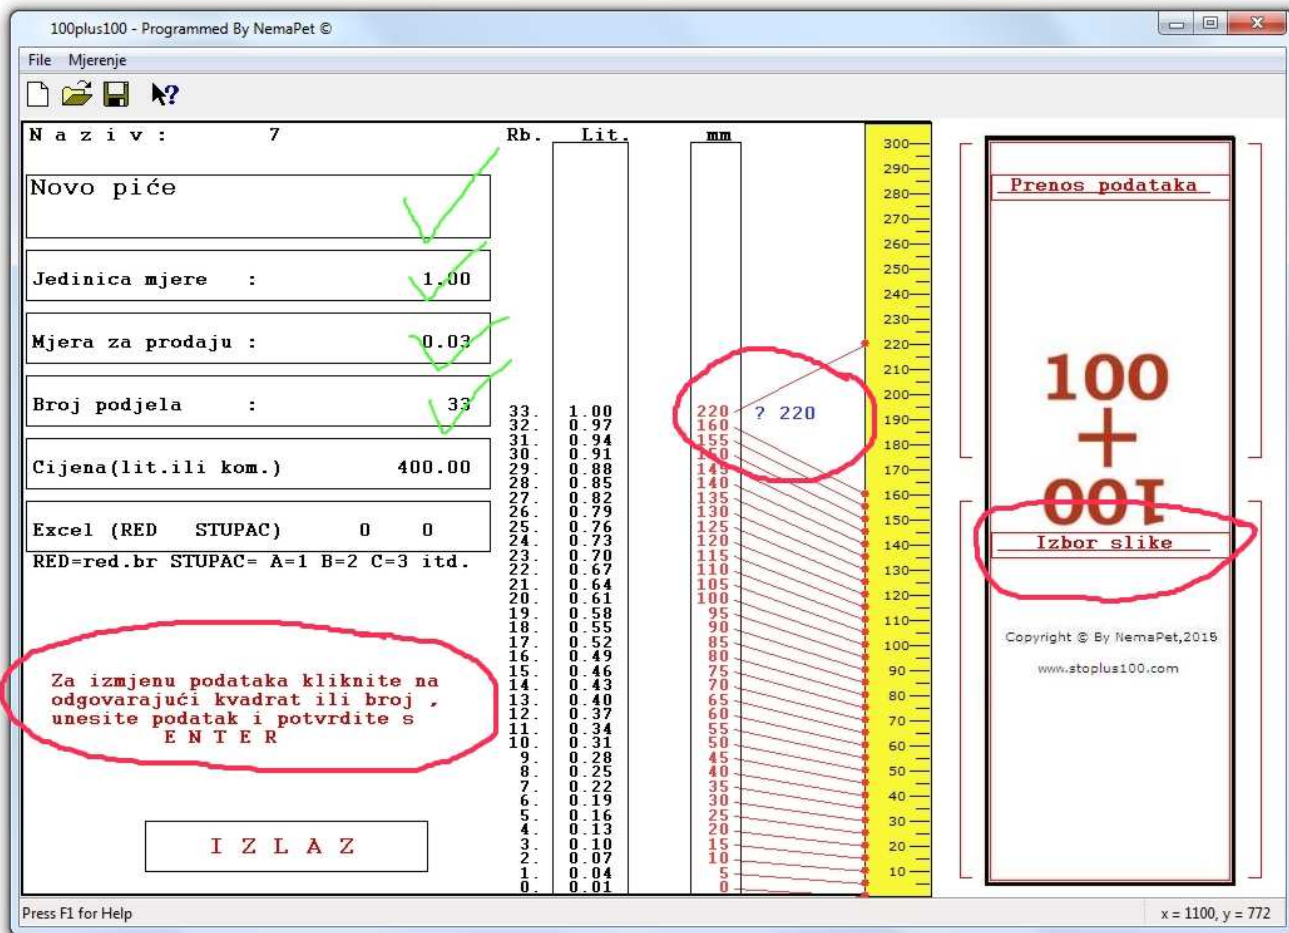 100plus100 - Programmed By NemaPet ©
File Mjerenje
N a z i v : 7
Novo piće
Jedinica mjere : 1.00
Mjera za prodaju : 0.03
Broj podjela : 33
Cijena(lit.ili kom.) 400.00
Excel (RED STUPAC) 0 0
RED=red.br STUPAC= A=1 B=2 C=3 itd.
Za izmjenu podataka kliknite na
odgovarajući kvadrat ili broj ,
unesite podatak i potvrdite s
E N T E R
I Z L A Z
Rb. Lit. mm
33. 1.00 220 ? 220
32. 0.97 160
31. 0.94 155
30. 0.91 150
29. 0.88 145
28. 0.85 140
27. 0.82 135
26. 0.79 130
25. 0.76 125
24. 0.73 120
23. 0.70 115
22. 0.67 110
21. 0.64 105
20. 0.61 100
19. 0.58 95
18. 0.55 90
17. 0.52 85
16. 0.49 80
15. 0.46 75
14. 0.43 70
13. 0.40 65
12. 0.37 60
11. 0.34 55
10. 0.31 50
9. 0.28 45
8. 0.25 40
7. 0.22 35
6. 0.19 30
5. 0.16 25
4. 0.13 20
3. 0.10 15
2. 0.07 10
1. 0.04 5
0. 0.01 0
300
290
280
270
260
250
240
230
220
210
200
190
180
170
160
150
140
130
120
110
100
90
80
70
60
50
40
30
20
10
Prenos podataka
100
+
100
Izbor slike
Copyright © By NemaPet,2015
www.stoplus100.com
Press F1 for Help
x = 1100, y = 772